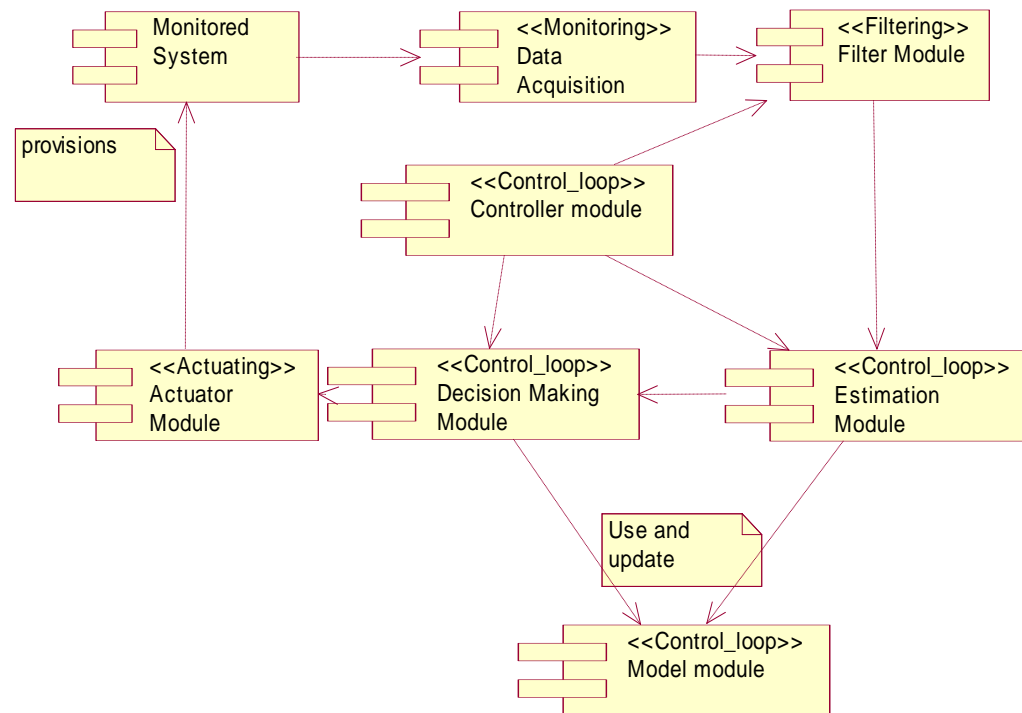 Monitored
System
<<Monitoring>>
Data
Acquisition
<<Filtering>>
Filter Module
provisions
<<Control_loop>>
Controller module
<<Actuating>>
Actuator
Module
<<Control_loop>>
Decision Making
Module
<<Control_loop>>
Estimation
Module
Use and
update
<<Control_loop>>
Model module